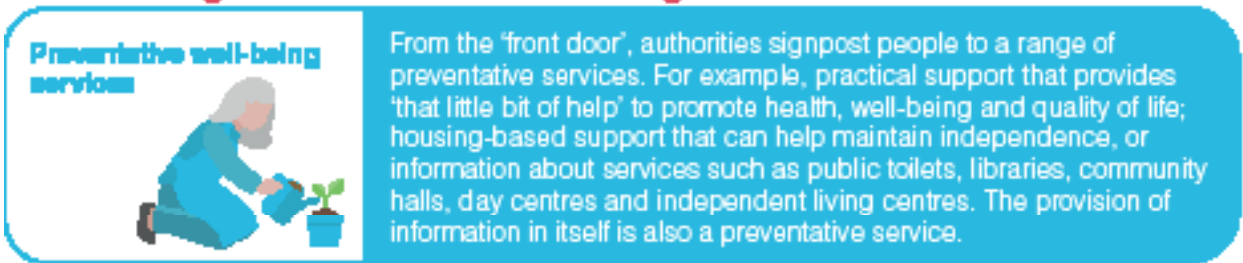 Preventative well-being
services
From the ‘front door’, authorities signpost people to a range of
preventative services. For example, practical support that provides
‘that little bit of help’ to promote health, well-being and quality of life;
housing-based support that can help maintain independence, or
information about services such as public toilets, libraries, community
halls, day centres and independent living centres. The provision of
information in itself is also a preventative service.